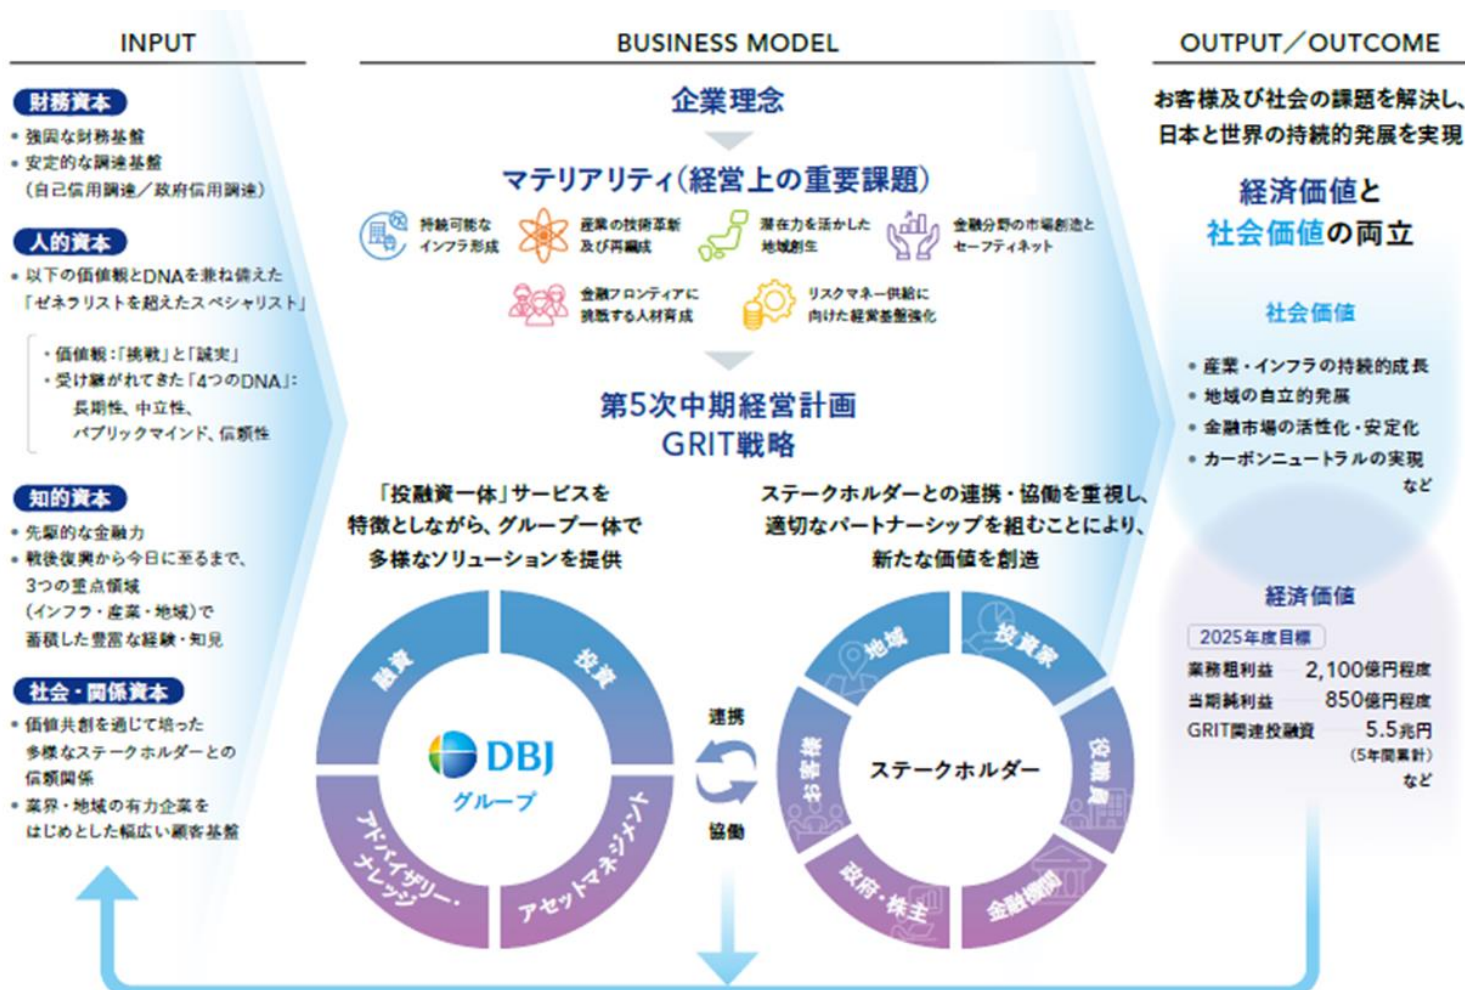 INPUT
財務資本
• 強固な財務基盤
• 安定的な調達基盤
（自己信用調達／政府信用調達）
人的資本
• 以下の価値観とDNAを兼ね備えた
「ゼネラリストを超えたスペシャリスト」
・価値観：「挑戦」と「誠実」
・受け継がれてきた「4つのDNA」：
長期性、中立性、
パブリックマインド、信頼性
知的資本
• 先駆的な金融力
• 戦後復興から今日に至るまで、
3つの重点領域
（インフラ・産業・地域）で
蓄積した豊富な経験・知見
社会・関係資本
• 価値共創を通じて培った
多様なステークホルダーとの
信頼関係
• 業界・地域の有力企業を
はじめとした幅広い顧客基盤
BUSINESS MODEL
企業理念
マテリアリティ（経営上の重要課題）
持続可能な
インフラ形成
産業の技術革新
及び再編成
潜在力を活かした
地域創生
金融分野の市場創造と
セーフティネット
金融フロンティアに
挑戦する人材育成
リスクマネー供給に
向けた経営基盤強化
第5次中期経営計画
GRIT戦略
「投融資一体」サービスを
特徴としながら、グループ一体で
多様なソリューションを提供
融資
投資
アドバイザリー・
ナレッジ
アセットマネジメント
DBJ
グループ
連携
協働
ステークホルダーとの連携・協働を重視し、
適切なパートナーシップを組むことにより、
新たな価値を創造
地域
投資家
お客様
役職員
政府・株主
金融機関
ステークホルダー
OUTPUT／OUTCOME
お客様及び社会の課題を解決し、
日本と世界の持続的発展を実現
経済価値と
社会価値の両立
社会価値
• 産業・インフラの持続的成長
• 地域の自立的発展
• 金融市場の活性化・安定化
• カーボンニュートラルの実現
など
経済価値
2025年度目標
業務粗利益 2,100億円程度
当期純利益 850億円程度
GRIT関連投融資 5.5兆円
（5年間累計）
など